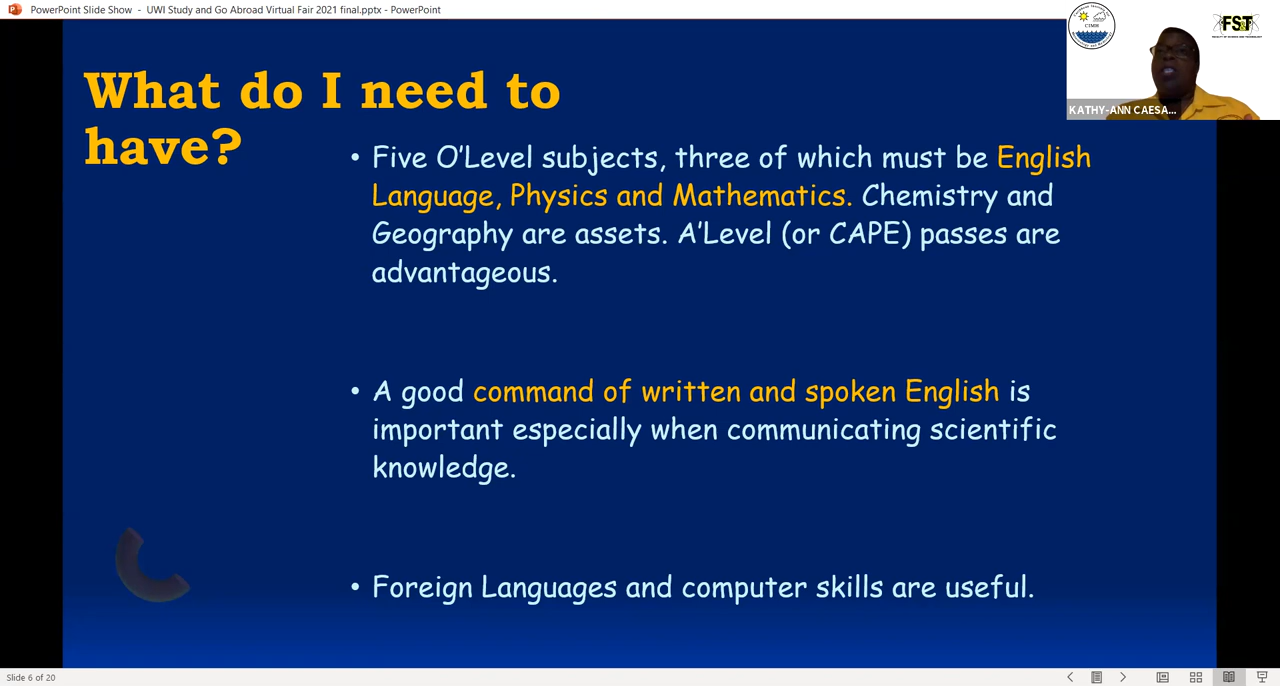 PowerPoint Slide Show - UWI Study and Go Abroad Virtual Fair 2021 final.pptx - PowerPoint
CIMH
FS&T
KATHY-ANN CAESA...
What do I need to
have?
• Five O'Level subjects, three of which must be English
Language, Physics and Mathematics. Chemistry and
Geography are assets. A'Level (or CAPE) passes are
advantageous.
• A good command of written and spoken English is
important especially when communicating scientific
knowledge.
• Foreign Languages and computer skills are useful.
Slide 6 of 20